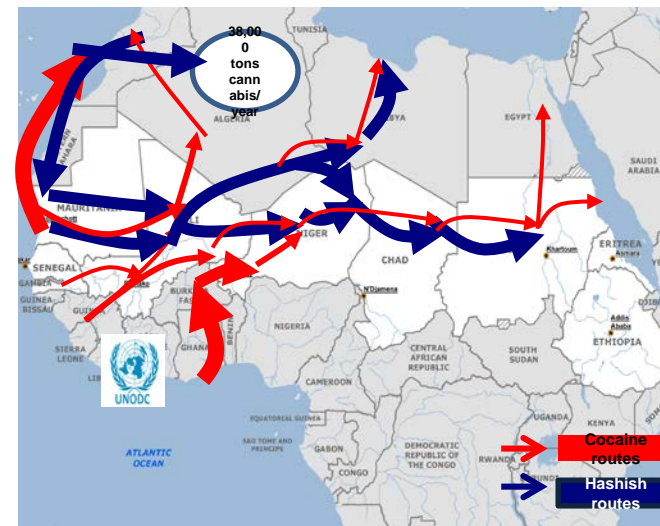 38,00
0
tons
cann
abis/
year
TUNISIA
ALGERIA
EGYPT
SAUDI
ARABIA
MAURITANIA
NIGER
CHAD
Khartoum
ERITREA
Asmara
SENEGAL
GAMBIA
GUINEA
BISSAU
N'Djamena
NIGERIA
BENIN
GHANA
SIERRA
LEONE
Addis
Ababa
ETHIOPIA
CENTRAL
AFRICAN
REPUBLIC
SOUTH
SUDAN
CAMEROON
UNODC
EQUATORIAL GUINEA
SAO TOME AND
PRINCIPE
GABON
CONGO
DEMOCRATIC
REPUBLIC OF
THE CONGO
UGANDA
KENYA
RWANDA
ATLANTIC
OCEAN
Cocaine
routes
Hashish
routes